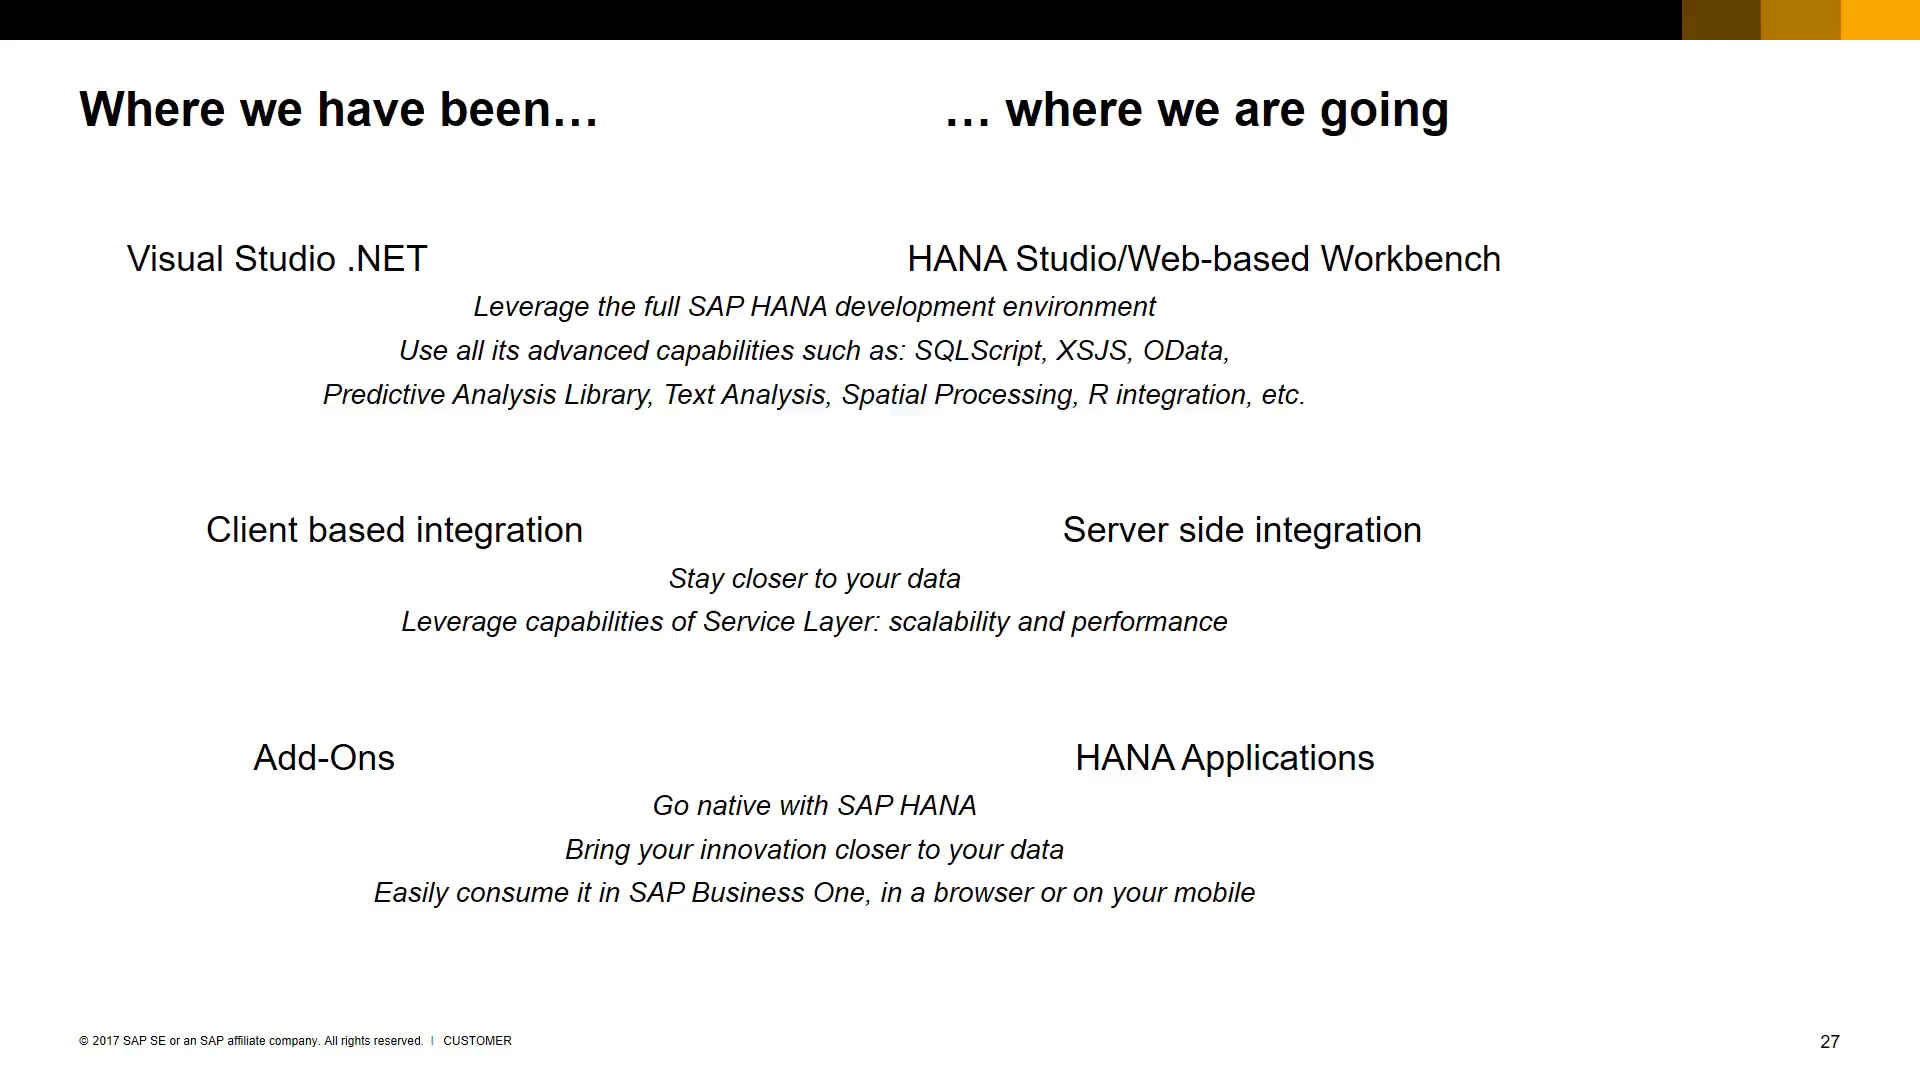 Where we have been… … where we are going
Visual Studio .NET HANA Studio/Web-based Workbench
Leverage the full SAP HANA development environment
Use all its advanced capabilities such as: SQLScript, XSJS, OData,
Predictive Analysis Library, Text Analysis, Spatial Processing, R integration, etc.
Client based integration Server side integration
Stay closer to your data
Leverage capabilities of Service Layer: scalability and performance
Add-Ons HANA Applications
Go native with SAP HANA
Bring your innovation closer to your data
Easily consume it in SAP Business One, in a browser or on your mobile
© 2017 SAP SE or an SAP affiliate company. All rights reserved. | CUSTOMER 27